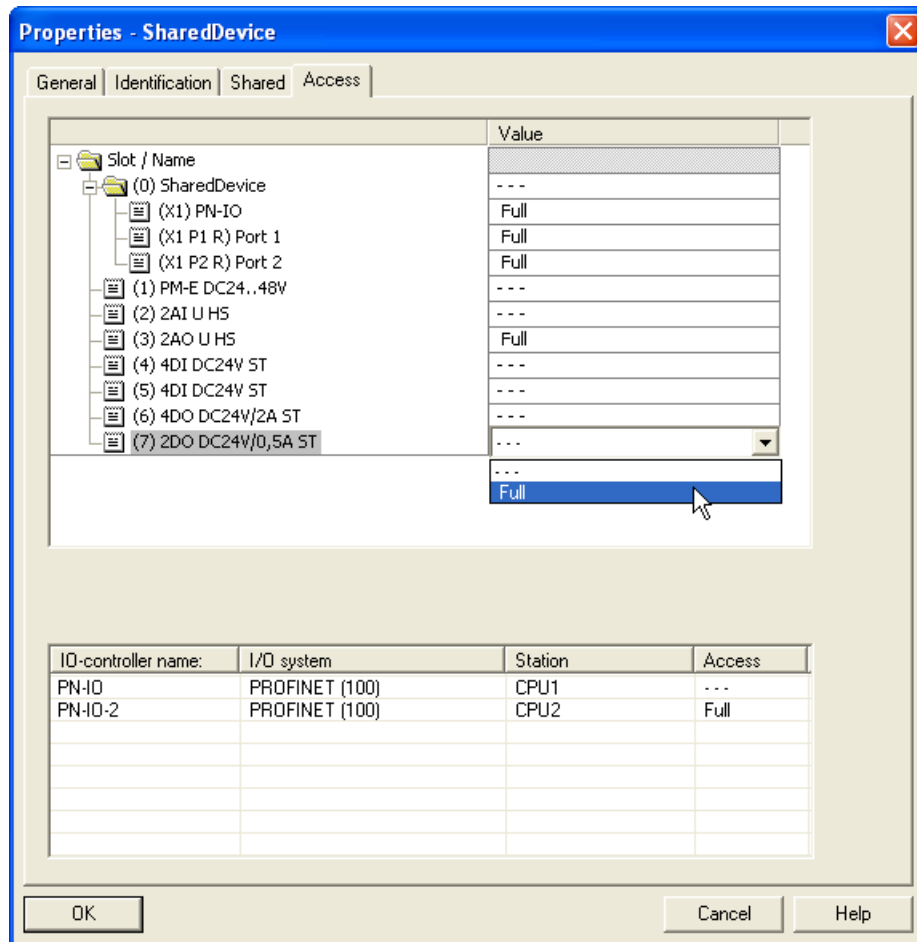 Properties - SharedDevice
General Identification Shared Access
Value
Slot / Name
(0) SharedDevice - - -
(X1) PN-IO Full
(X1 P1 R) Port 1 Full
(X1 P2 R) Port 2 Full
(1) PM-E DC24..48V - - -
(2) 2AI U HS - - -
(3) 2AO U HS Full
(4) 4DI DC24V ST - - -
(5) 4DI DC24V ST - - -
(6) 4DO DC24V/2A ST - - -
(7) 2DO DC24V/0,5A ST - - -
- - -
Full
IO-controller name: I/O system Station Access
PN-IO PROFINET (100) CPU1 - - -
PN-IO-2 PROFINET (100) CPU2 Full
OK Cancel Help